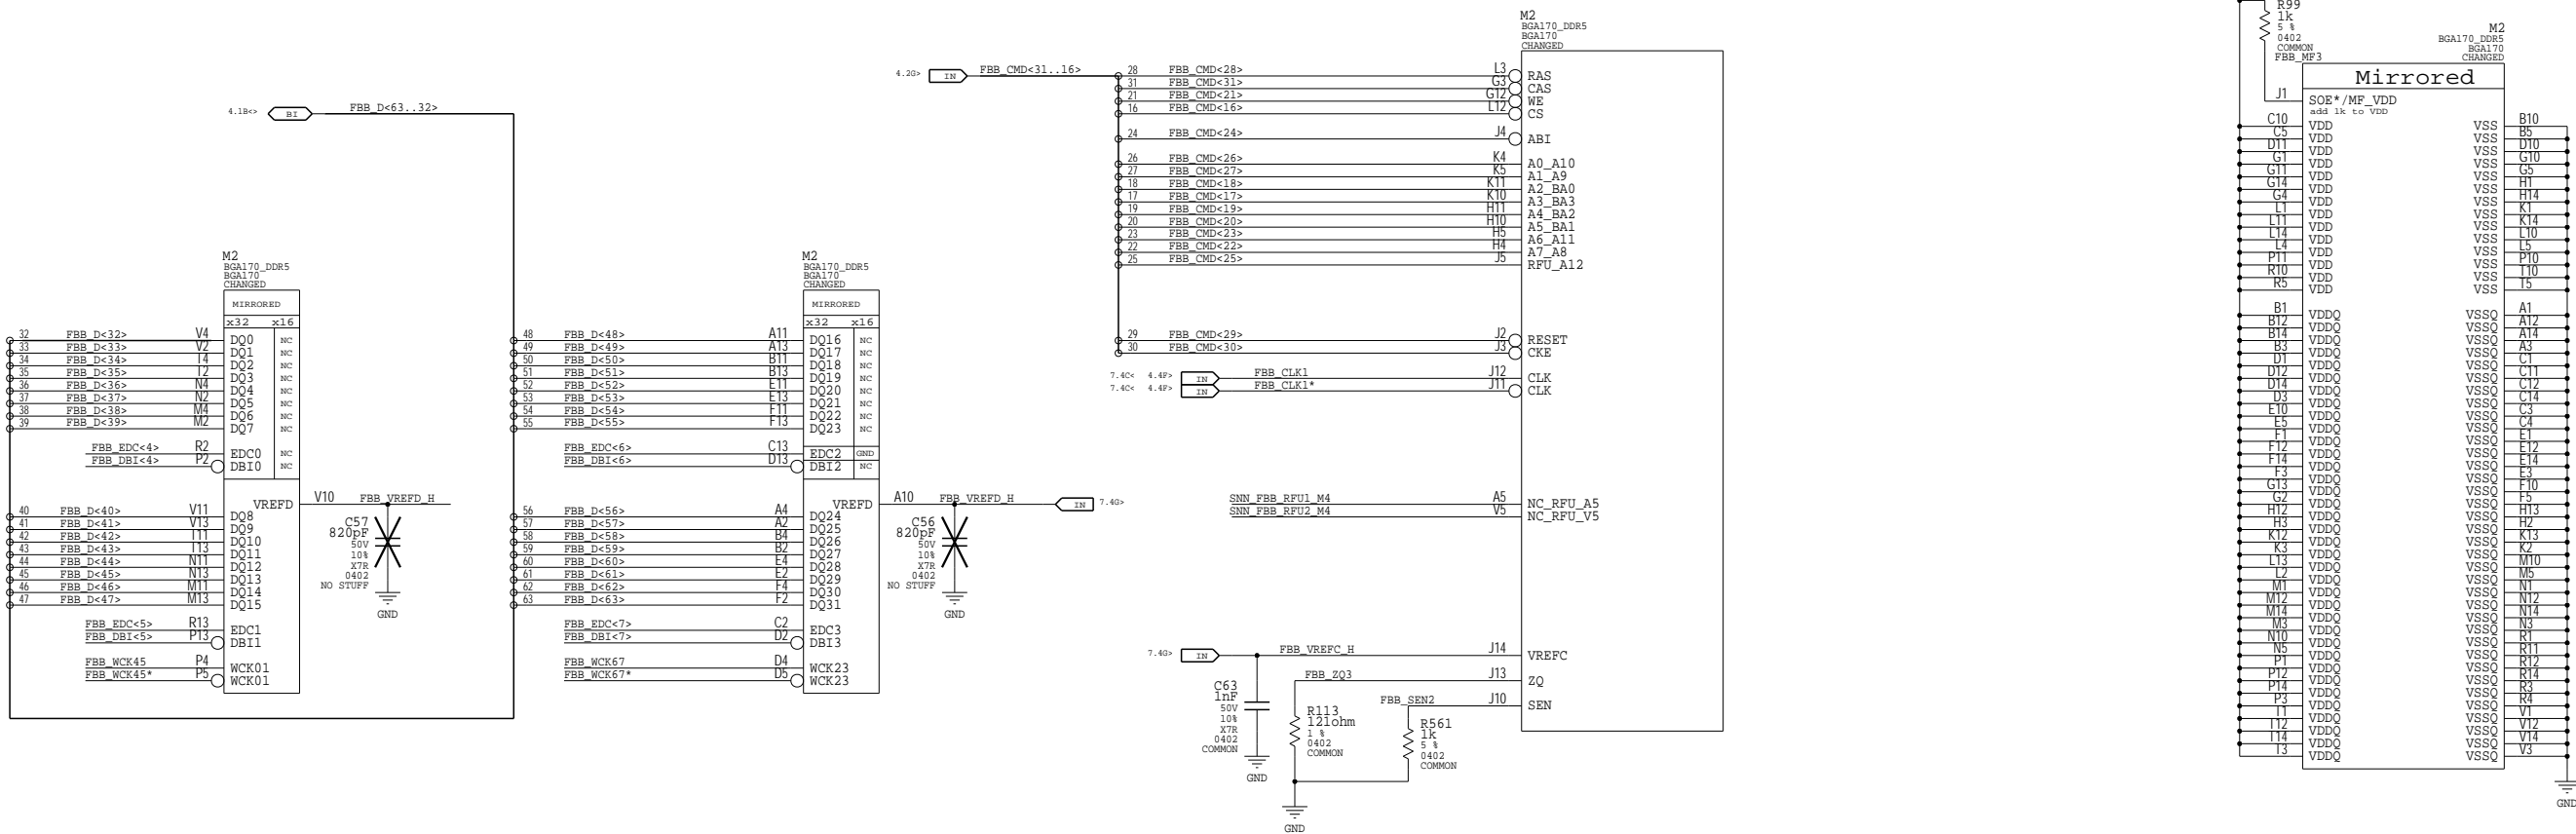 4.1B<> BI FBB_D<63..32>
M2
BGA170_DDR5
BGA170
CHANGED
MIRRORED
x32 x16
32 FBB_D<32> V4 DQ0 NC
33 FBB_D<33> V2 DQ1 NC
34 FBB_D<34> T4 DQ2 NC
35 FBB_D<35> T2 DQ3 NC
36 FBB_D<36> N4 DQ4 NC
37 FBB_D<37> N2 DQ5 NC
38 FBB_D<38> M4 DQ6 NC
39 FBB_D<39> M2 DQ7 NC
FBB_EDC<4> R2 EDC0 NC
FBB_DBI<4> P2 DBI0 NC
VREFD V10 FBB_VREFD_H
40 FBB_D<40> V11 DQ8
41 FBB_D<41> V13 DQ9
42 FBB_D<42> T11 DQ10
43 FBB_D<43> T13 DQ11
44 FBB_D<44> N11 DQ12
45 FBB_D<45> N13 DQ13
46 FBB_D<46> M11 DQ14
47 FBB_D<47> M13 DQ15
FBB_EDC<5> R13 EDC1
FBB_DBI<5> P13 DBI1
FBB_WCK45 P4 WCK01
FBB_WCK45* P5 WCK01
C57
820pF
50V
10%
X7R
0402
NO STUFF
GND
M2
BGA170_DDR5
BGA170
CHANGED
MIRRORED
x32 x16
48 FBB_D<48> A11 DQ16 NC
49 FBB_D<49> A13 DQ17 NC
50 FBB_D<50> B11 DQ18 NC
51 FBB_D<51> B13 DQ19 NC
52 FBB_D<52> E11 DQ20 NC
53 FBB_D<53> E13 DQ21 NC
54 FBB_D<54> F11 DQ22 NC
55 FBB_D<55> F13 DQ23 NC
FBB_EDC<6> C13 EDC2 GND
FBB_DBI<6> D13 DBI2 NC
VREFD A10 FBB_VREFD_H IN 7.4G>
56 FBB_D<56> A4 DQ24
57 FBB_D<57> A2 DQ25
58 FBB_D<58> B4 DQ26
59 FBB_D<59> B2 DQ27
60 FBB_D<60> E4 DQ28
61 FBB_D<61> E2 DQ29
62 FBB_D<62> F4 DQ30
63 FBB_D<63> F2 DQ31
FBB_EDC<7> C2 EDC3
FBB_DBI<7> D2 DBI3
FBB_WCK67 D4 WCK23
FBB_WCK67* D5 WCK23
C56
820pF
50V
10%
X7R
0402
NO STUFF
GND
M2
BGA170_DDR5
BGA170
CHANGED
4.2G> IN FBB_CMD<31..16>
28 FBB_CMD<28> L3 RAS
31 FBB_CMD<31> G3 CAS
21 FBB_CMD<21> G12 WE
16 FBB_CMD<16> L12 CS
24 FBB_CMD<24> J4 ABI
26 FBB_CMD<26> K4 A0_A10
27 FBB_CMD<27> K5 A1_A9
18 FBB_CMD<18> K11 A2_BA0
17 FBB_CMD<17> K10 A3_BA3
19 FBB_CMD<19> H11 A4_BA2
20 FBB_CMD<20> H10 A5_BA1
23 FBB_CMD<23> H5 A6_A11
22 FBB_CMD<22> H4 A7_A8
25 FBB_CMD<25> J5 RFU_A12
29 FBB_CMD<29> J2 RESET
30 FBB_CMD<30> J3 CKE
7.4C< 4.4F> IN FBB_CLK1 J12 CLK
7.4C< 4.4F> IN FBB_CLK1* J11 CLK
SNN_FBB_RFU1_M4 A5 NC_RFU_A5
SNN_FBB_RFU2_M4 V5 NC_RFU_V5
7.4G> IN FBB_VREFC_H J14 VREFC
FBB_ZQ3 J13 ZQ
FBB_SEN2 J10 SEN
C63
1nF
50V
10%
X7R
0402
COMMON
GND
R113
121ohm
1 %
0402
COMMON
R561
1k
5 %
0402
COMMON
GND
R99
1k
5 %
0402
COMMON
FBB_MF3
M2
BGA170_DDR5
BGA170
CHANGED
Mirrored
J1 SOE*/MF_VDD
add 1k to VDD
C10 VDD VSS B10
C5 VDD VSS B5
D11 VDD VSS D10
G1 VDD VSS G10
G11 VDD VSS G5
G14 VDD VSS H1
G4 VDD VSS H14
L1 VDD VSS K1
L11 VDD VSS K14
L14 VDD VSS L10
L4 VDD VSS L5
P11 VDD VSS P10
R10 VDD VSS T10
R5 VDD VSS T5
B1 VDDQ VSSQ A1
B12 VDDQ VSSQ A12
B14 VDDQ VSSQ A14
B3 VDDQ VSSQ A3
D1 VDDQ VSSQ C1
D12 VDDQ VSSQ C11
D14 VDDQ VSSQ C12
D3 VDDQ VSSQ C14
E10 VDDQ VSSQ C3
E5 VDDQ VSSQ C4
F1 VDDQ VSSQ E1
F12 VDDQ VSSQ E12
F14 VDDQ VSSQ E14
F3 VDDQ VSSQ E3
G13 VDDQ VSSQ F10
G2 VDDQ VSSQ F5
H12 VDDQ VSSQ H13
H3 VDDQ VSSQ H2
K12 VDDQ VSSQ K13
K3 VDDQ VSSQ K2
L13 VDDQ VSSQ M10
L2 VDDQ VSSQ M5
M1 VDDQ VSSQ N1
M12 VDDQ VSSQ N12
M14 VDDQ VSSQ N14
M3 VDDQ VSSQ N3
N10 VDDQ VSSQ R1
N5 VDDQ VSSQ R11
P1 VDDQ VSSQ R12
P12 VDDQ VSSQ R14
P14 VDDQ VSSQ R3
P3 VDDQ VSSQ R4
T1 VDDQ VSSQ V1
T12 VDDQ VSSQ V12
T14 VDDQ VSSQ V14
T3 VDDQ VSSQ V3
GND